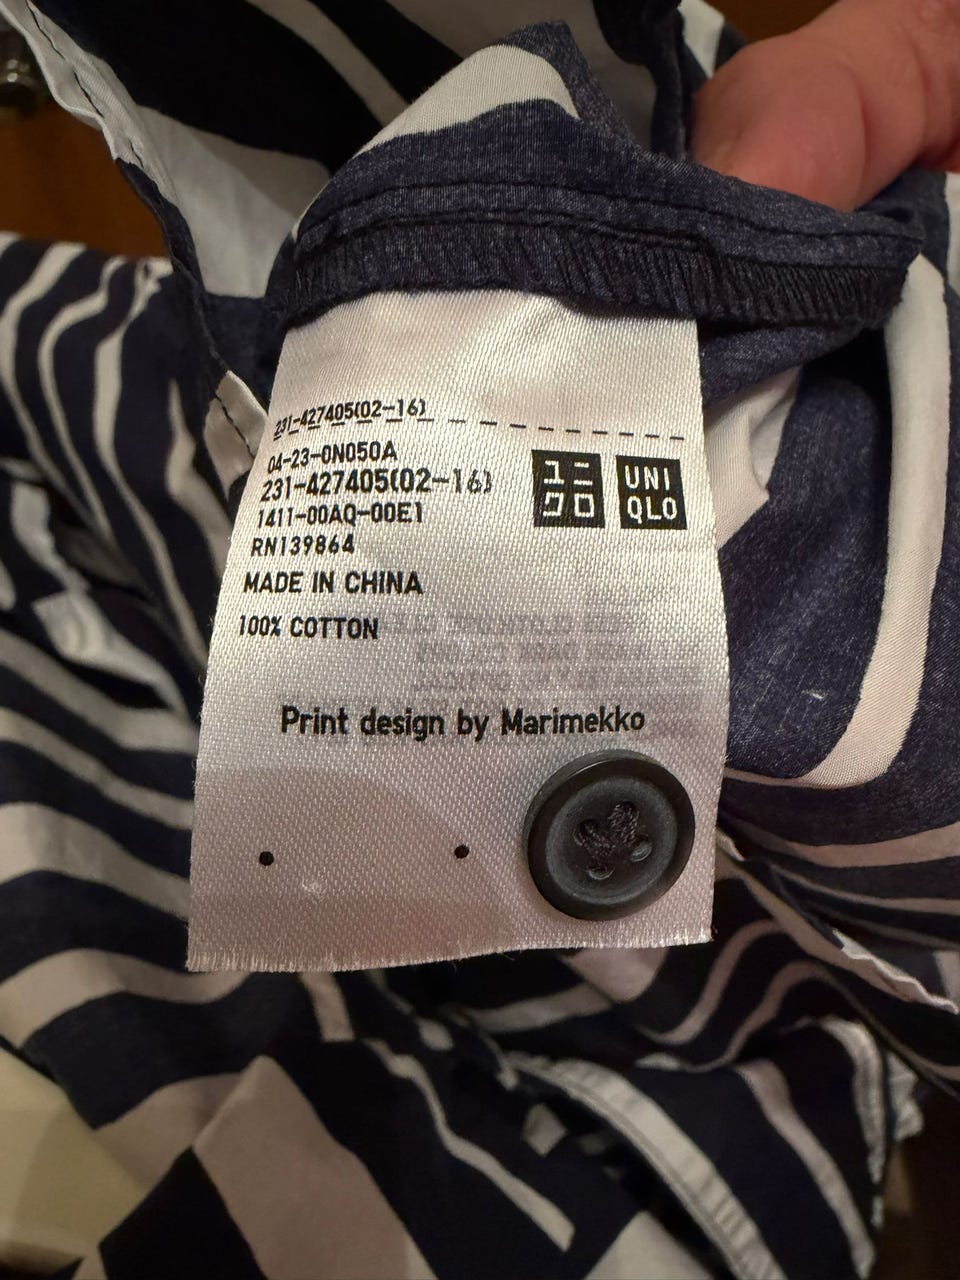 231-427405(02-16)
04-23-0N050A
231-427405(02-16)
1411-00AQ-00E1
RN139864
MADE IN CHINA
100% COTTON
ユニ
クロ
UNI
QLO
Print design by Marimekko